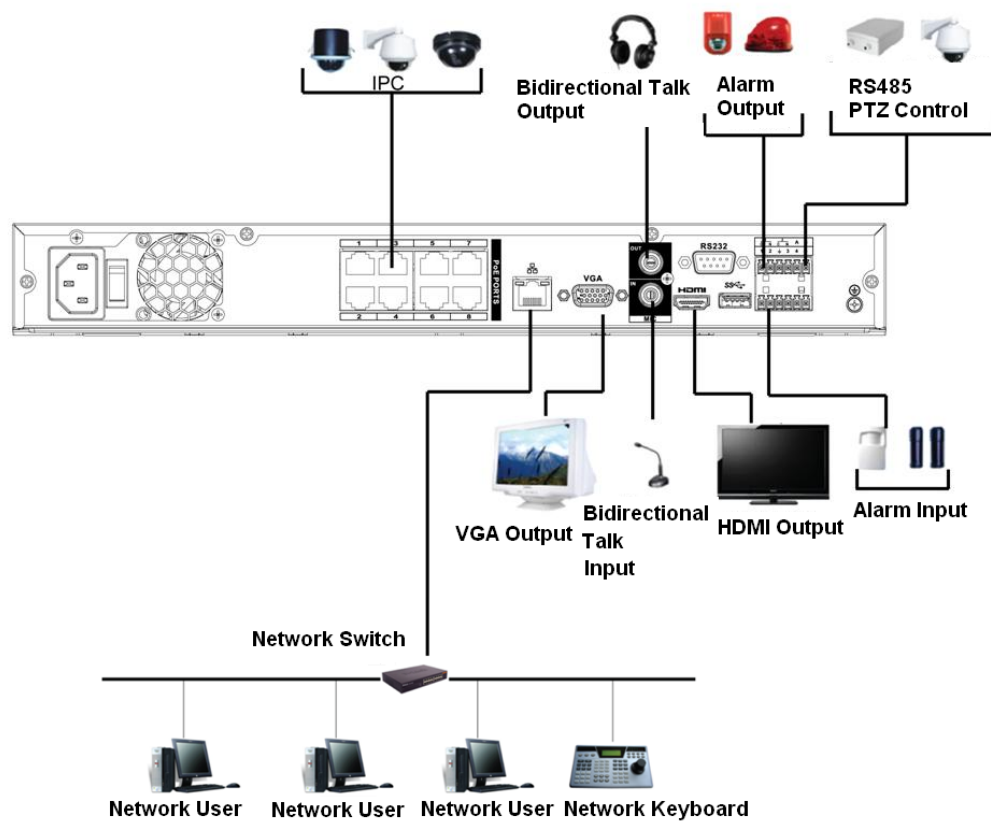 IPC
Bidirectional Talk
Output
Alarm
Output
RS485
PTZ Control
1 3 5 7
PoE PORTS
2 4 6 8
VGA
OUT
IN
MIC
RS232
HDMI
SS
A
Network Switch
VGA Output
Bidirectional
Talk
Input
HDMI Output
Alarm Input
Network User
Network User
Network User
Network Keyboard